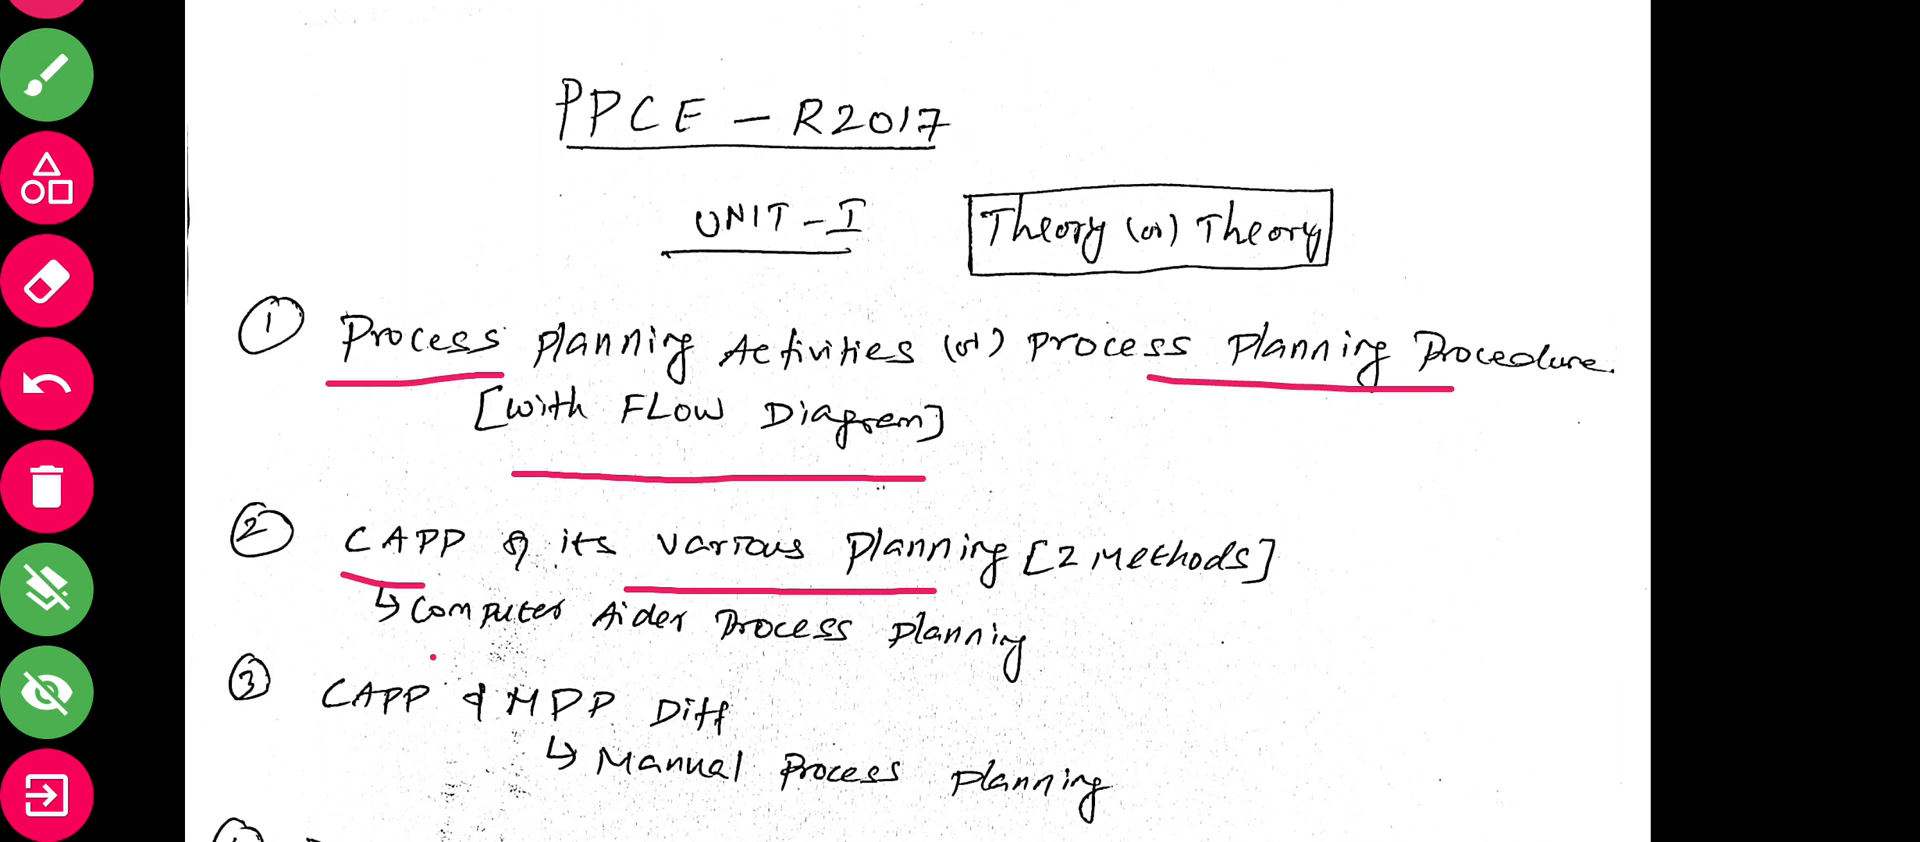 PPCE - R2017
UNIT - I
Theory (or) Theory
① Process planning Activities (or) process planning Procedure.
[with FLOW Diagram]
② CAPP & its various planning [2 Methods]
↳ Computer Aider Process planning
③ CAPP & MPP Diff
↳ Manual Process planning